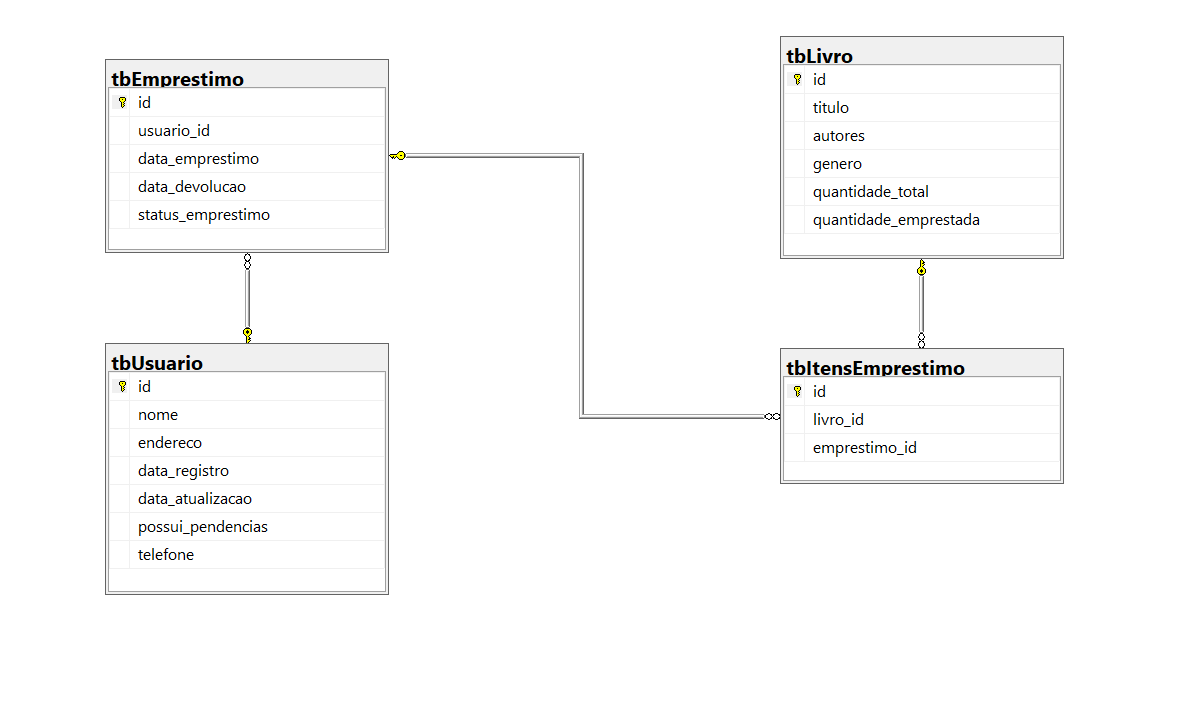 tbEmprestimo
id
usuario_id
data_emprestimo
data_devolucao
status_emprestimo
tbUsuario
id
nome
endereco
data_registro
data_atualizacao
possui_pendencias
telefone
tbLivro
id
titulo
autores
genero
quantidade_total
quantidade_emprestada
tbItensEmprestimo
id
livro_id
emprestimo_id